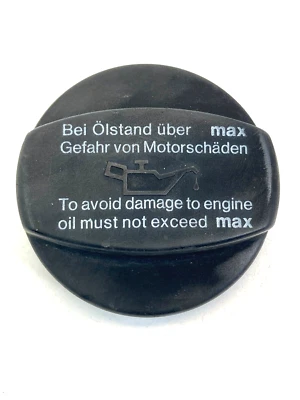 Bei Ölstand über max
Gefahr von Motorschäden
To avoid damage to engine
oil must not exceed max